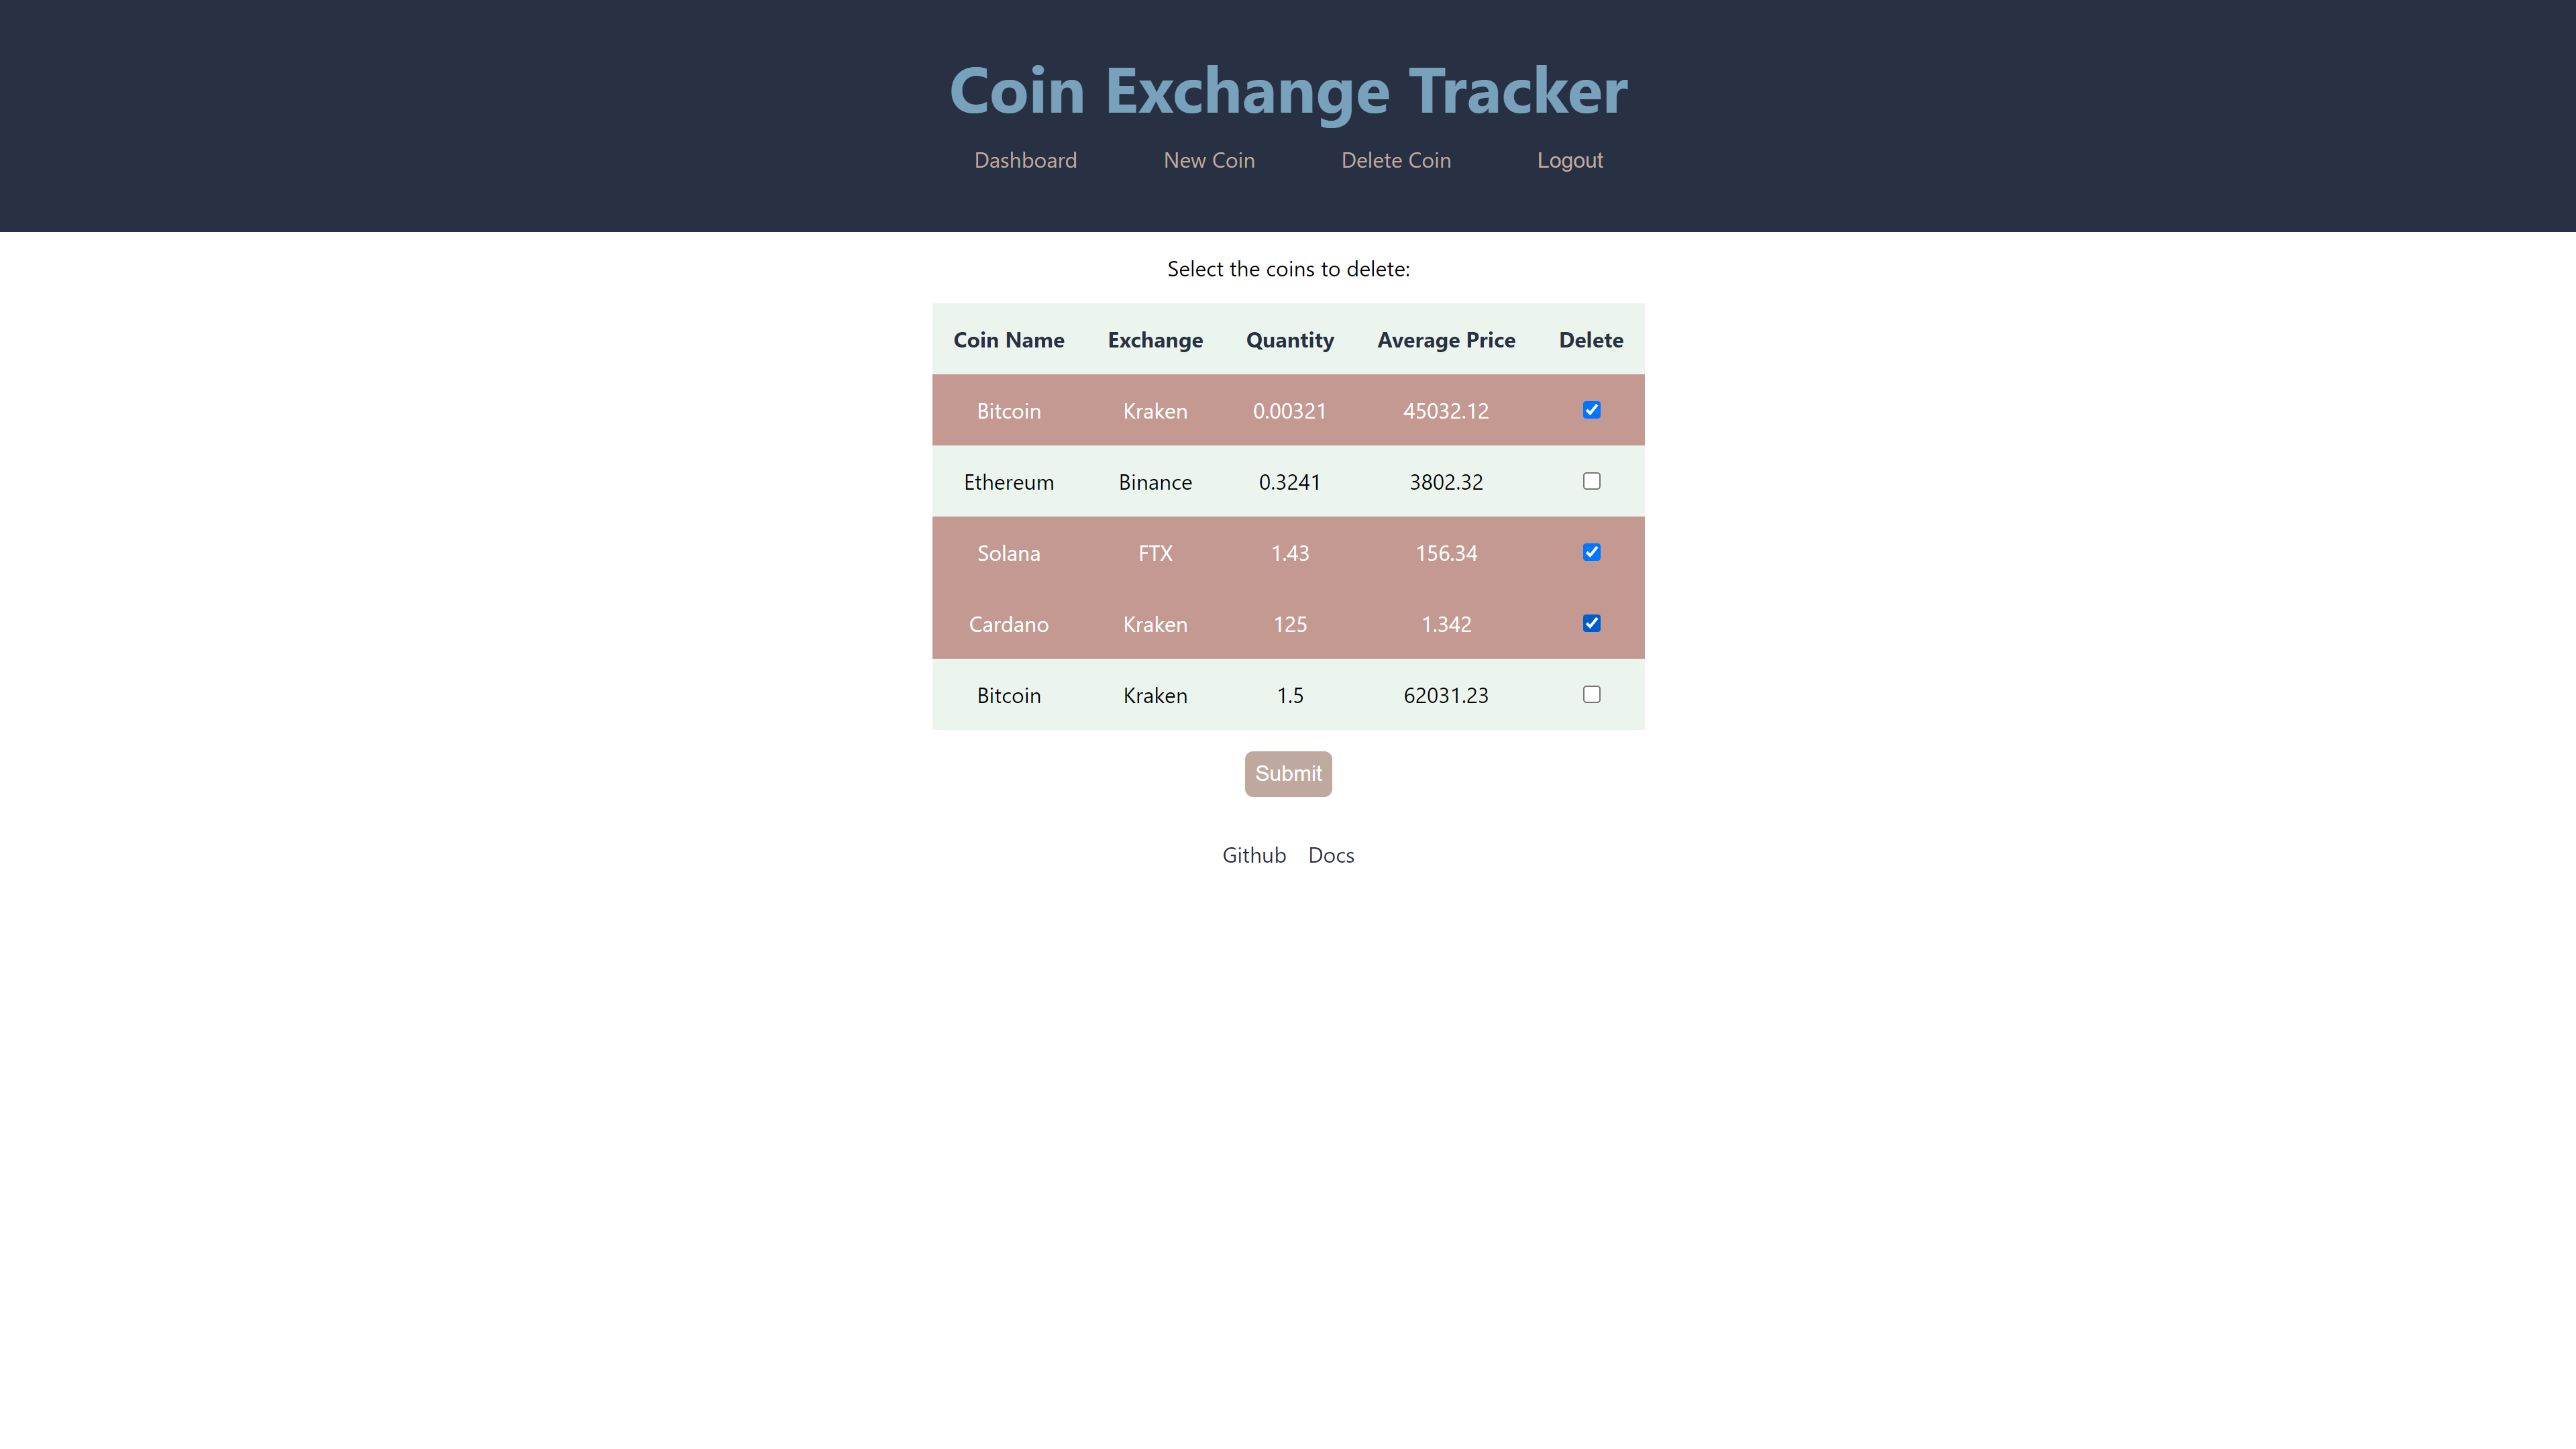 Coin Exchange Tracker
Dashboard New Coin Delete Coin Logout
Select the coins to delete:
Coin Name Exchange Quantity Average Price Delete
Bitcoin Kraken 0.00321 45032.12
Ethereum Binance 0.3241 3802.32
Solana FTX 1.43 156.34
Cardano Kraken 125 1.342
Bitcoin Kraken 1.5 62031.23
Submit
Github Docs